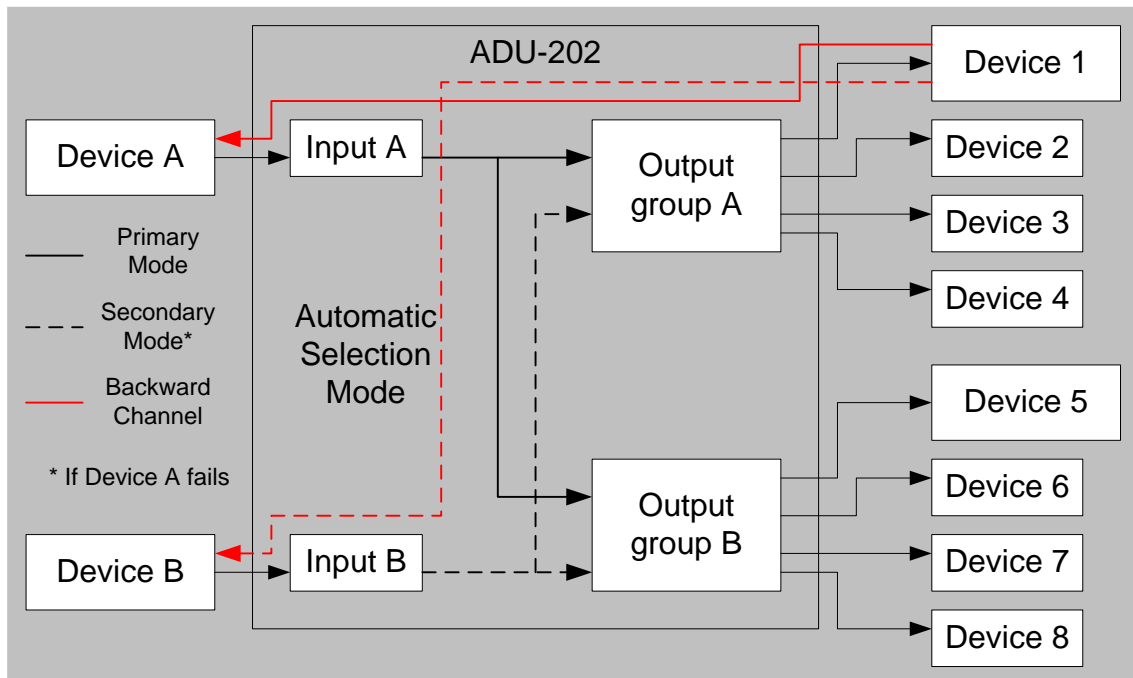 ADU-202
Device A
Input A
Output
group A
Device 1
Device 2
Device 3
Device 4
Primary
Mode
Secondary
Mode*
Backward
Channel
* If Device A fails
Automatic
Selection
Mode
Device B
Input B
Output
group B
Device 5
Device 6
Device 7
Device 8